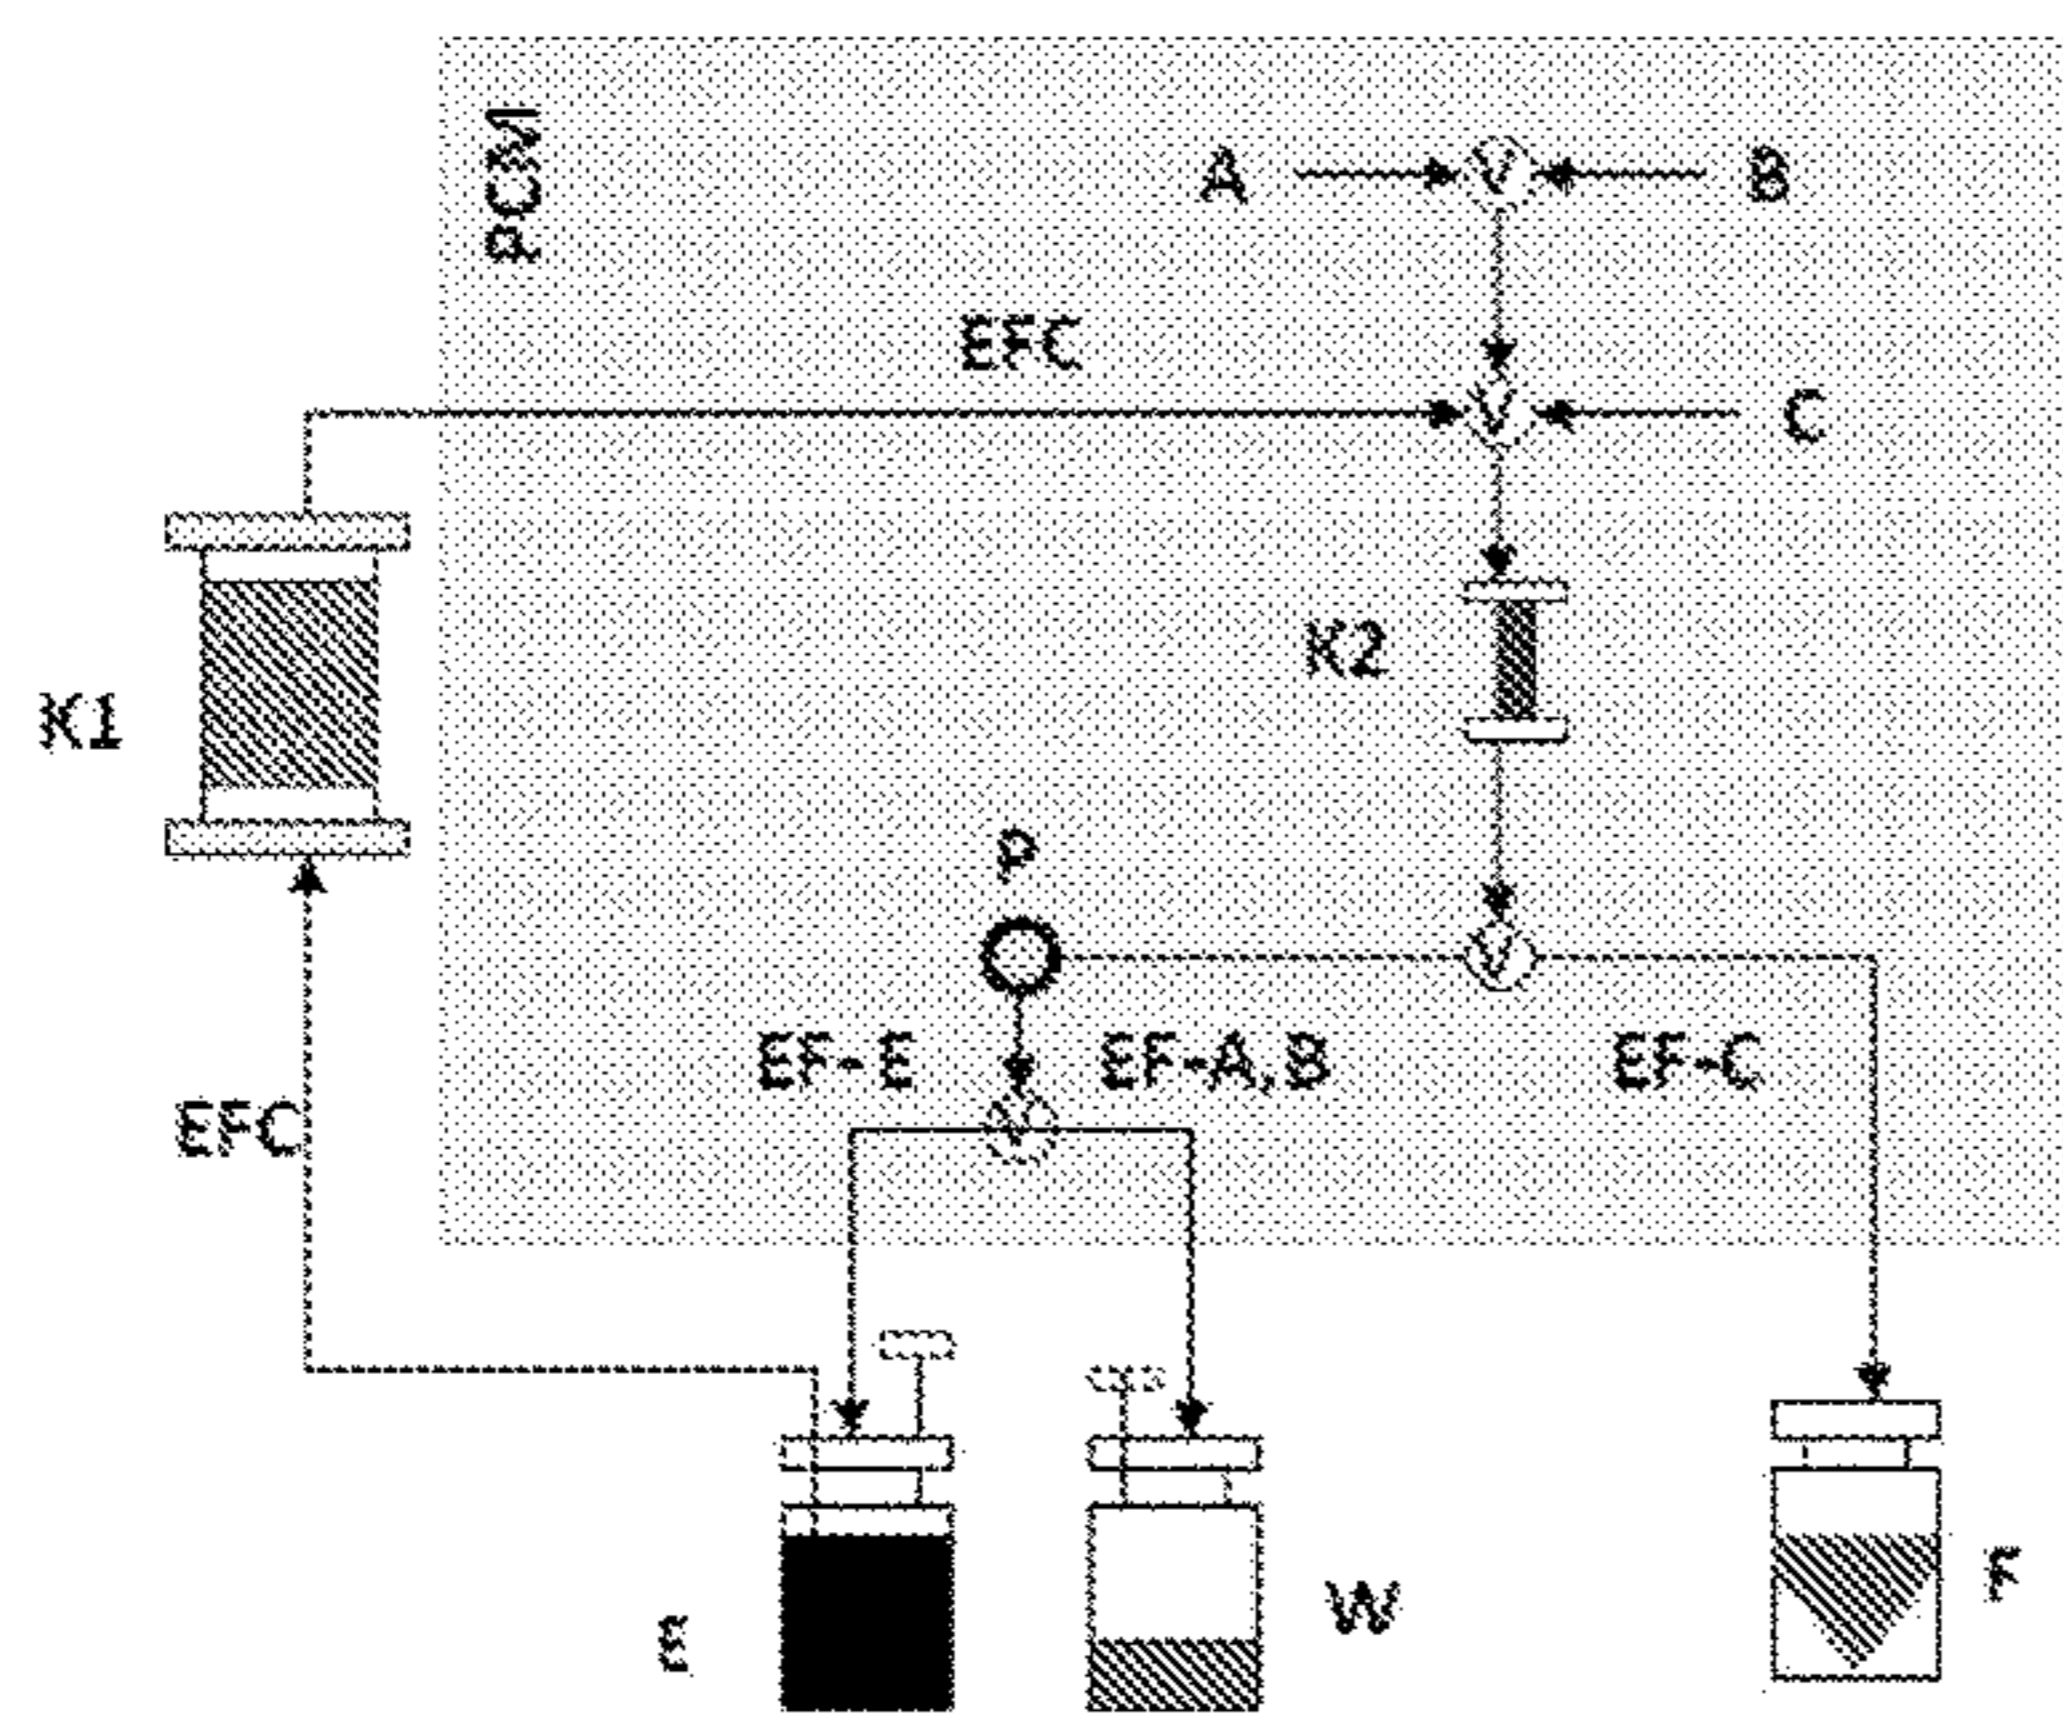 PCM
A V B
EFC
V C
K2
K1
P
V
EF-E EF-A,B EF-C
EFC
V
E W F